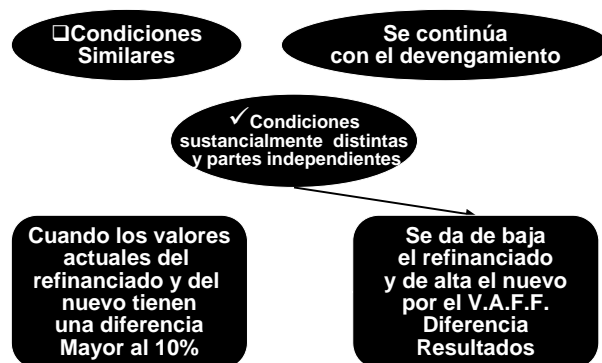 ❑Condiciones
Similares
Se continúa
con el devengamiento
✓Condiciones
sustancialmente distintas
y partes independientes
Cuando los valores
actuales del
refinanciado y del
nuevo tienen
una diferencia
Mayor al 10%
Se da de baja
el refinanciado
y de alta el nuevo
por el V.A.F.F.
Diferencia
Resultados